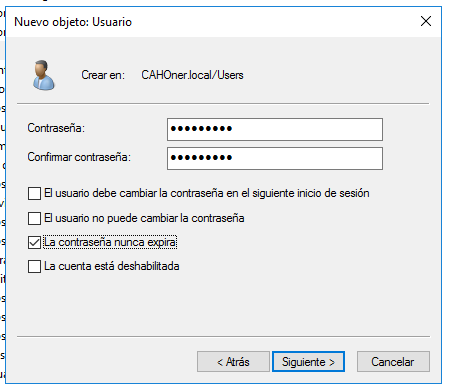 Nuevo objeto: Usuario
Crear en: CAHOner.local/Users
Contraseña:
Confirmar contraseña:
El usuario debe cambiar la contraseña en el siguiente inicio de sesión
El usuario no puede cambiar la contraseña
La contraseña nunca expira
La cuenta está deshabilitada
< Atrás Siguiente > Cancelar